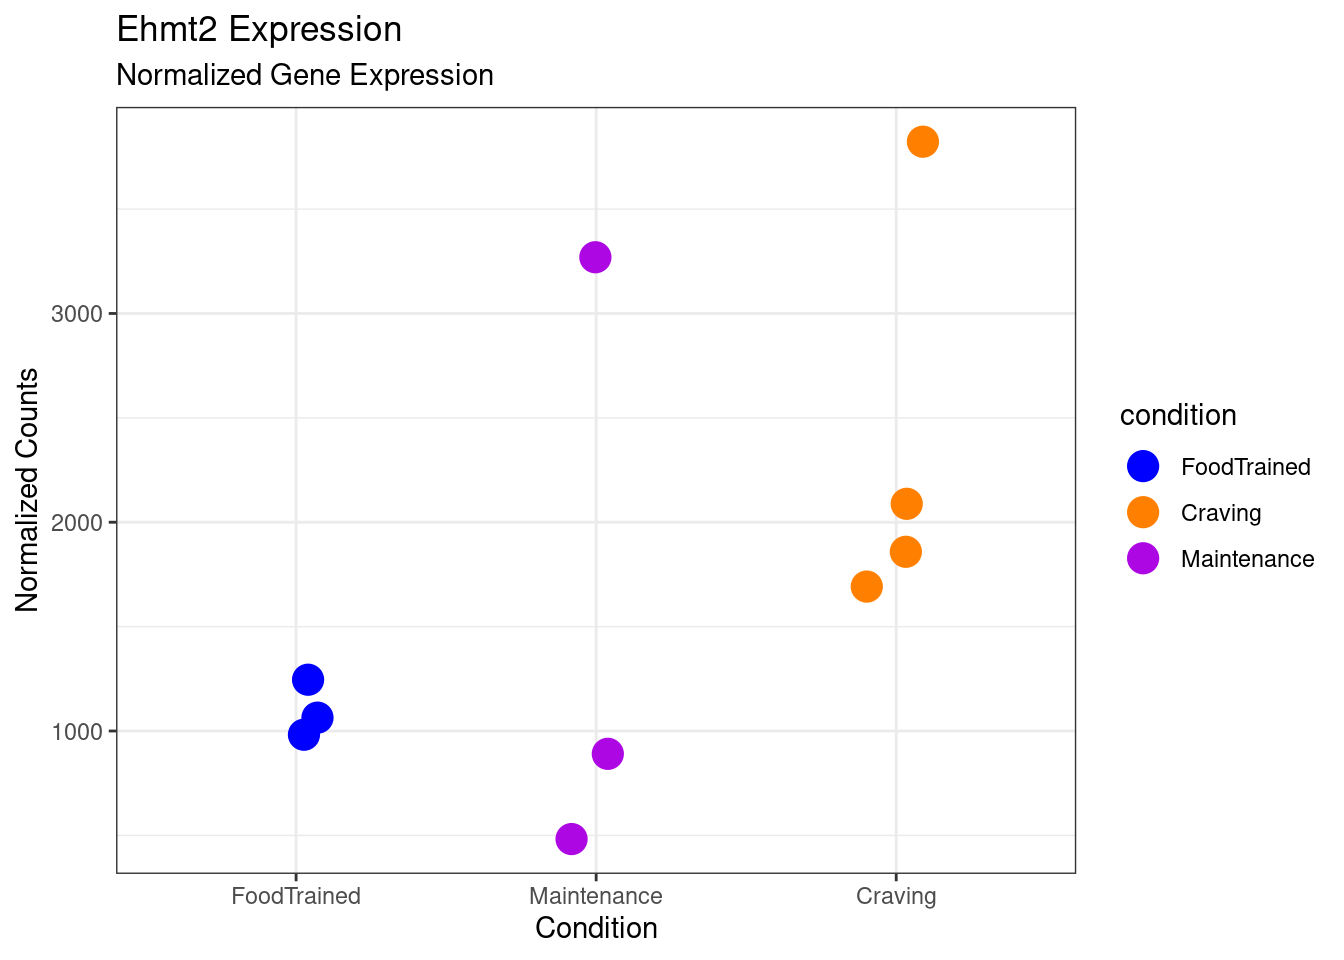 Ehmt2 Expression
Normalized Gene Expression
Normalized Counts
3000
2000
1000
FoodTrained
Maintenance
Craving
Condition
condition
FoodTrained
Craving
Maintenance